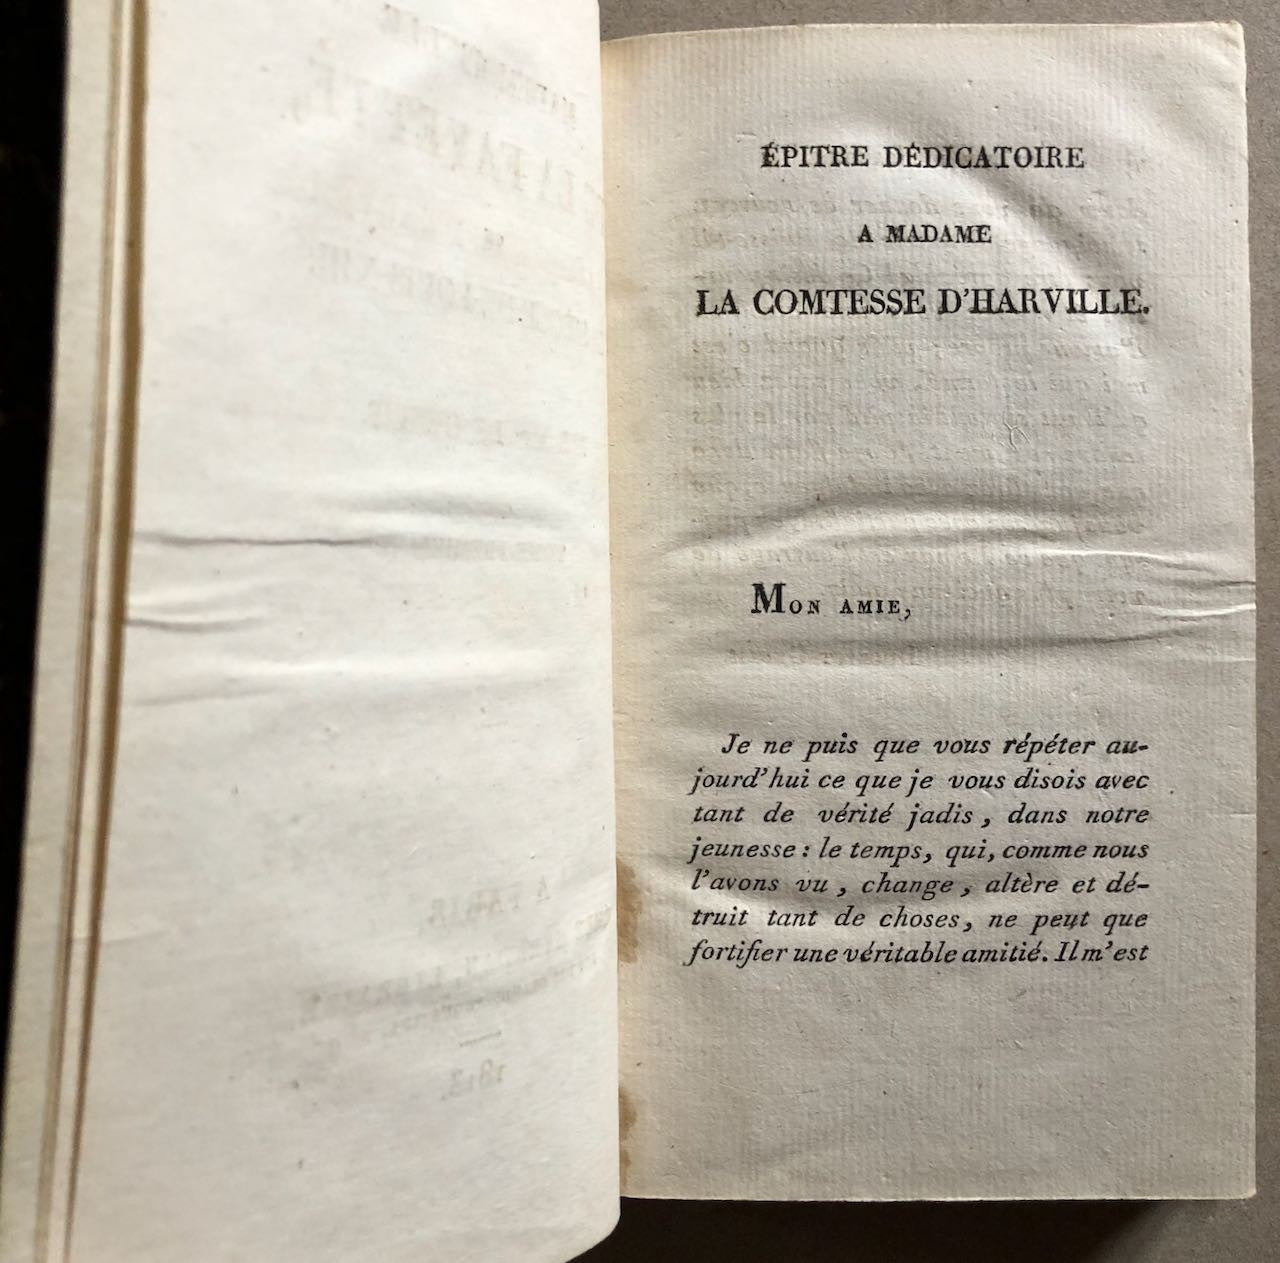 ÉPITRE DÉDICATOIRE
A MADAME
LA COMTESSE D'HARVILLE.
MON AMIE,
Je ne puis que vous répéter au-
jourd'hui ce que je vous disois avec
tant de vérité jadis, dans notre
jeunesse : le temps, qui, comme nous
l'avons vu, change, altère et dé-
truit tant de choses, ne peut que
fortifier une véritable amitié. Il m'est